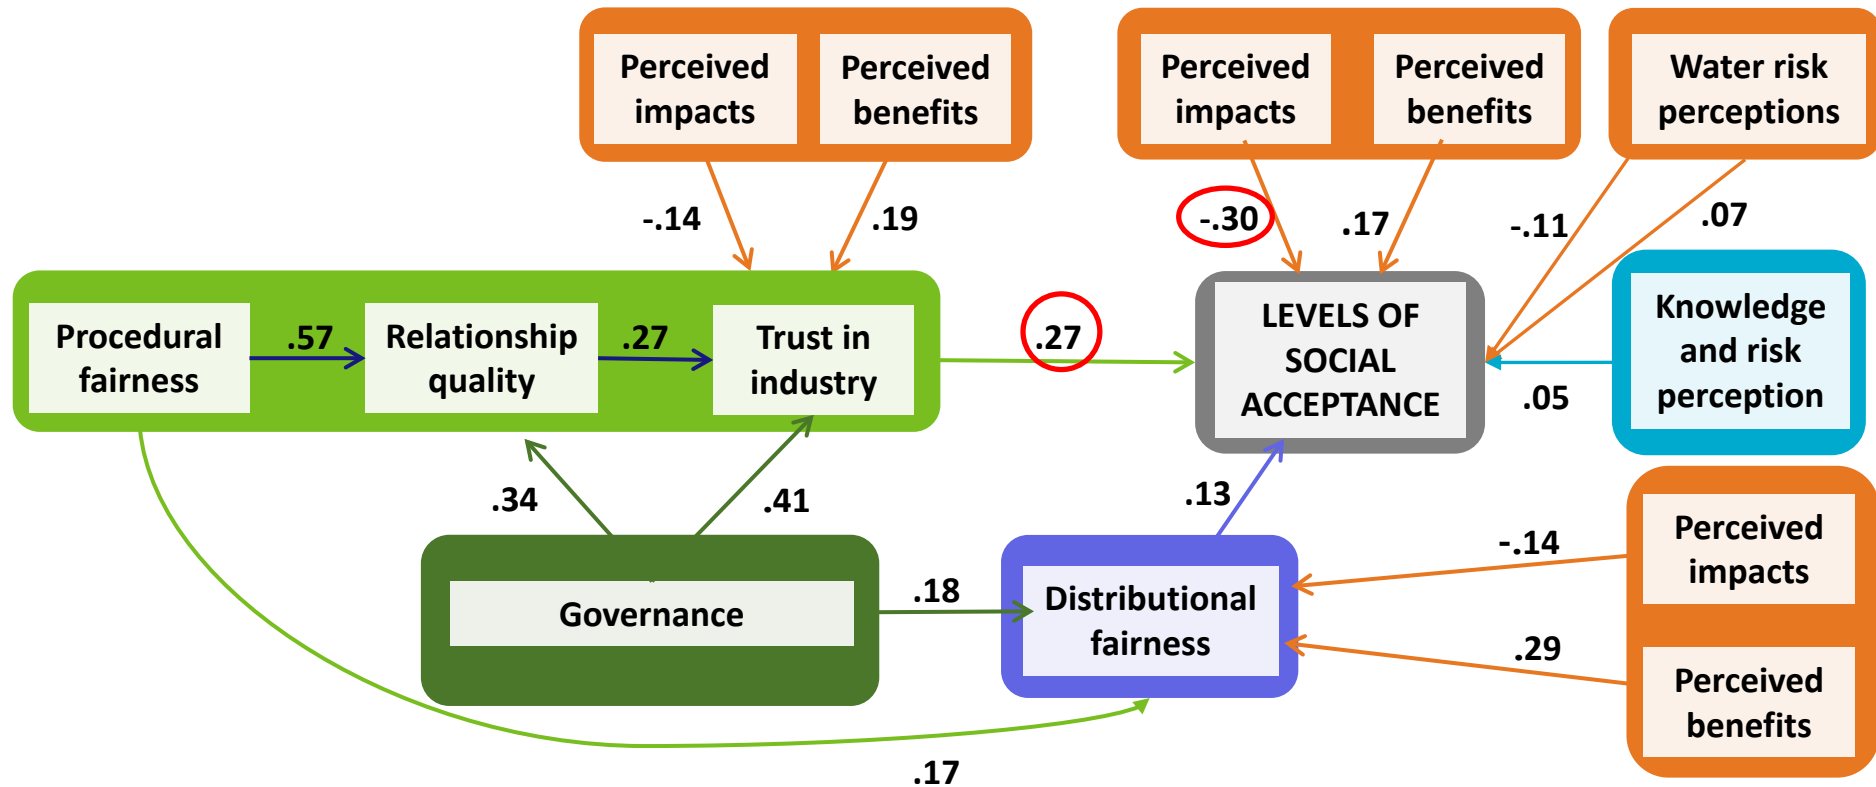 Perceived
impacts
Perceived
benefits
Perceived
impacts
Perceived
benefits
Water risk
perceptions
-.14
.19
-.30
.17
-.11
.07
Procedural
fairness
.57
Relationship
quality
.27
Trust in
industry
.27
LEVELS OF
SOCIAL
ACCEPTANCE
Knowledge
and risk
perception
.05
.34
.41
.13
Governance
.18
Distributional
fairness
-.14
.29
Perceived
impacts
Perceived
benefits
.17